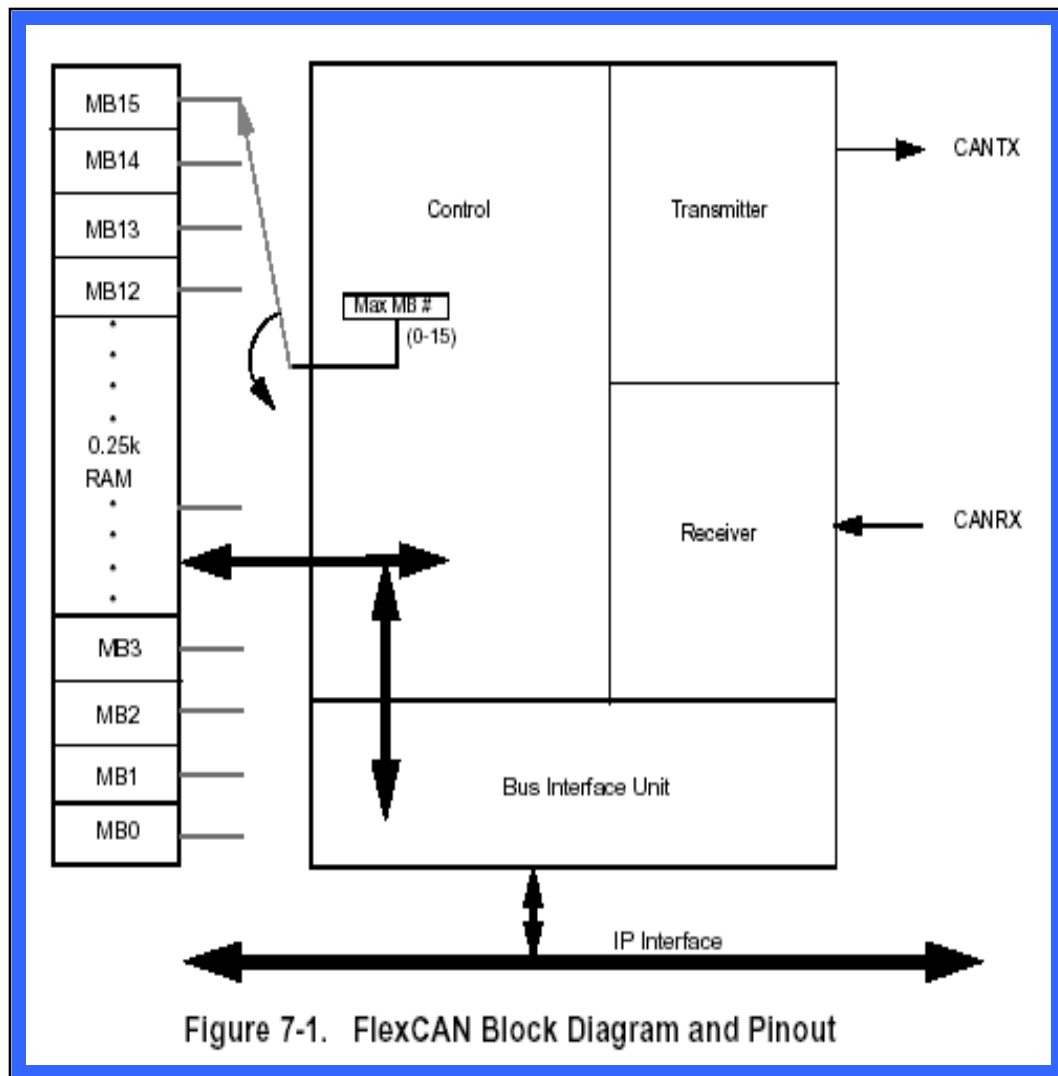 MB15
MB14
MB13
MB12
0.25k
RAM
MB3
MB2
MB1
MB0
Control
Max MB #
(0-15)
Transmitter
Receiver
Bus Interface Unit
CANTX
CANRX
IP Interface
Figure 7-1. FlexCAN Block Diagram and Pinout